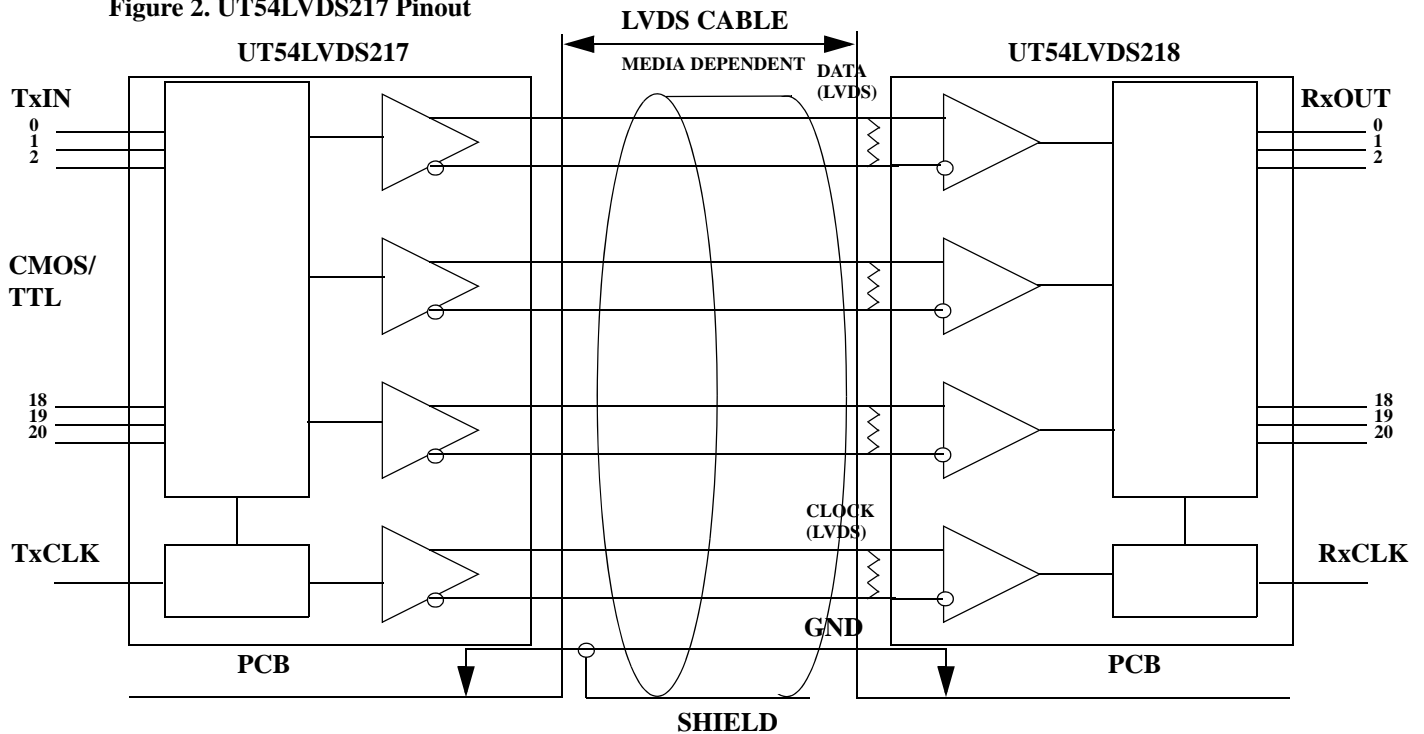 Figure 2. UT54LVDS217 Pinout
LVDS CABLE
UT54LVDS217
UT54LVDS218
MEDIA DEPENDENT
DATA
(LVDS)
TxIN
RxOUT
0
1
2
0
1
2
CMOS/
TTL
18
19
20
18
19
20
CLOCK
(LVDS)
TxCLK
RxCLK
GND
PCB
PCB
SHIELD